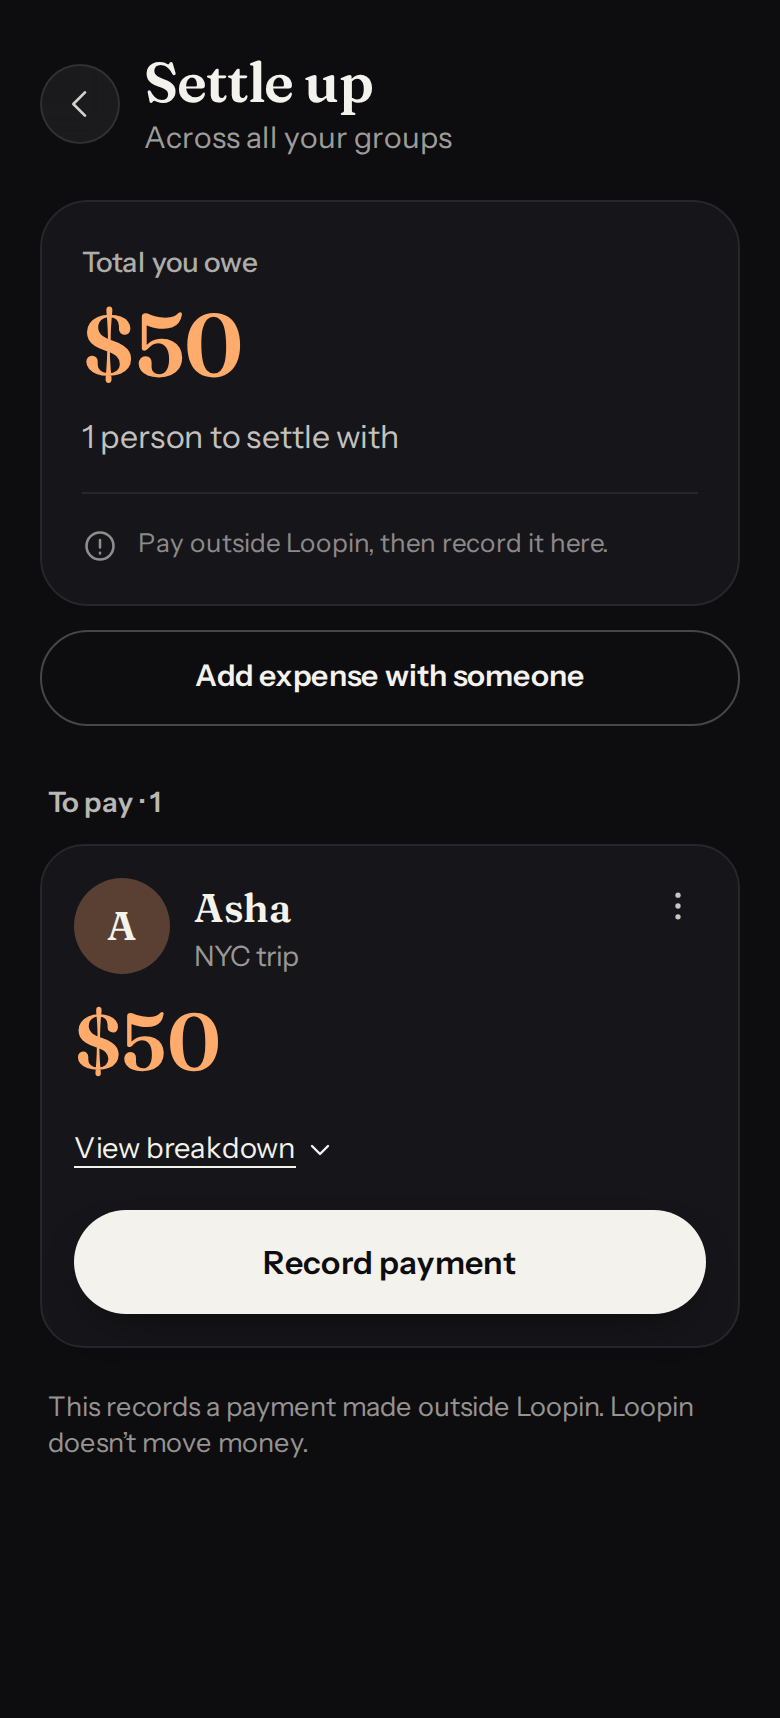 Settle up
Across all your groups
Total you owe
$50
1 person to settle with
Pay outside Loopin, then record it here.
Add expense with someone
To pay · 1
A
Asha
NYC trip
$50
View breakdown
Record payment
This records a payment made outside Loopin. Loopin
doesn’t move money.